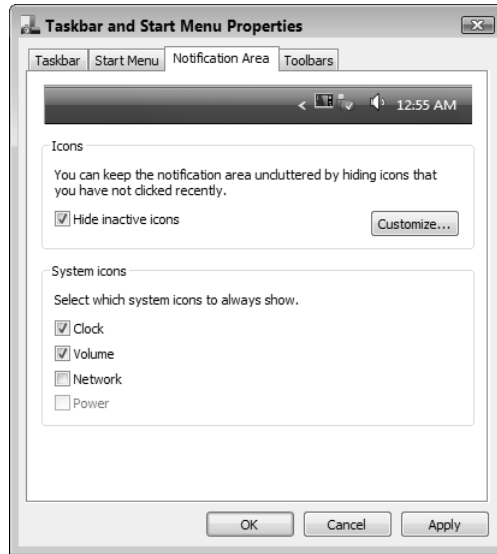 Taskbar and Start Menu Properties
Taskbar Start Menu Notification Area Toolbars
< 12:55 AM
Icons
You can keep the notification area uncluttered by hiding icons that
you have not clicked recently.
Hide inactive icons
Customize...
System icons
Select which system icons to always show.
Clock
Volume
Network
Power
OK Cancel Apply